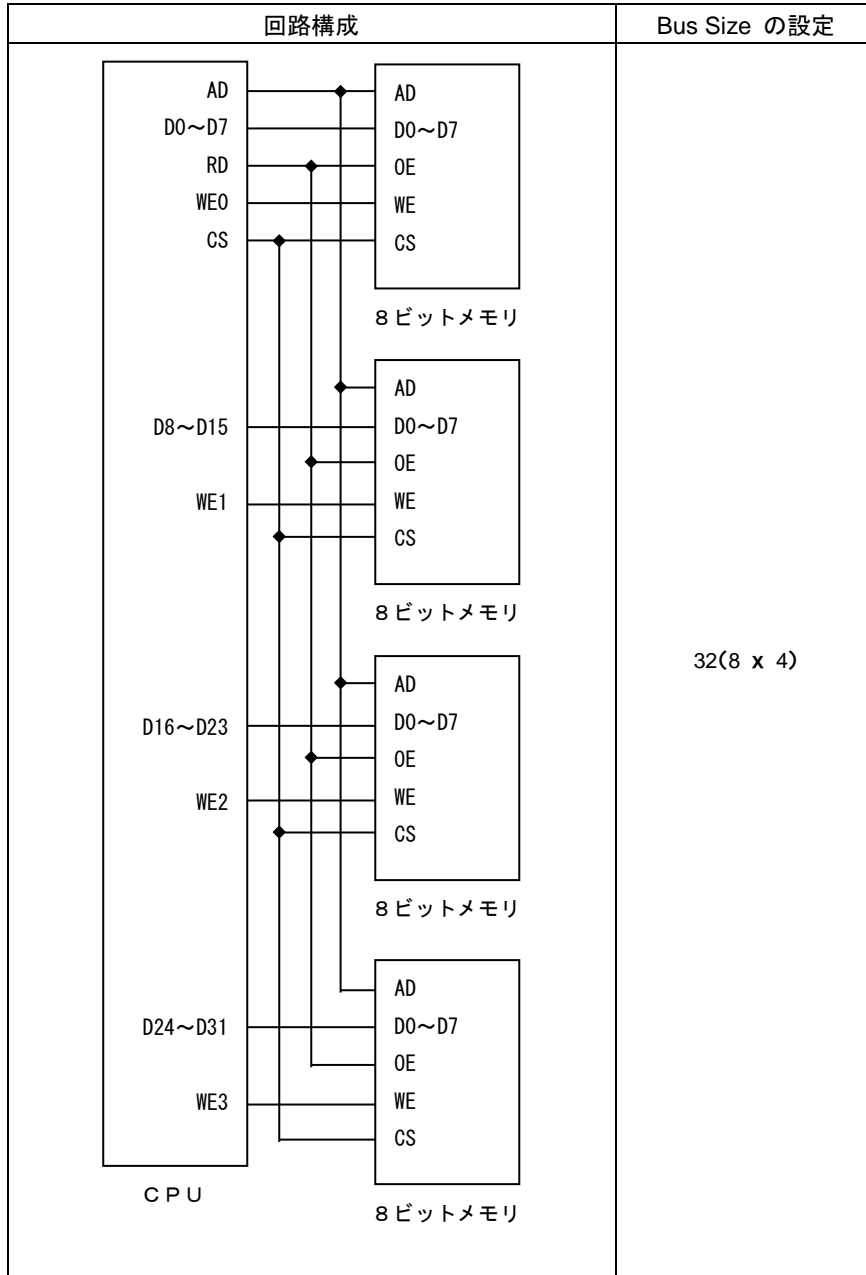 回路構成
Bus Size の設定
AD
D0～D7
RD
WE0
CS
AD
D0～D7
OE
WE
CS
8ビットメモリ
D8～D15
WE1
AD
D0～D7
OE
WE
CS
8ビットメモリ
32(8 x 4)
D16～D23
WE2
AD
D0～D7
OE
WE
CS
8ビットメモリ
D24～D31
WE3
AD
D0～D7
OE
WE
CS
CPU
8ビットメモリ